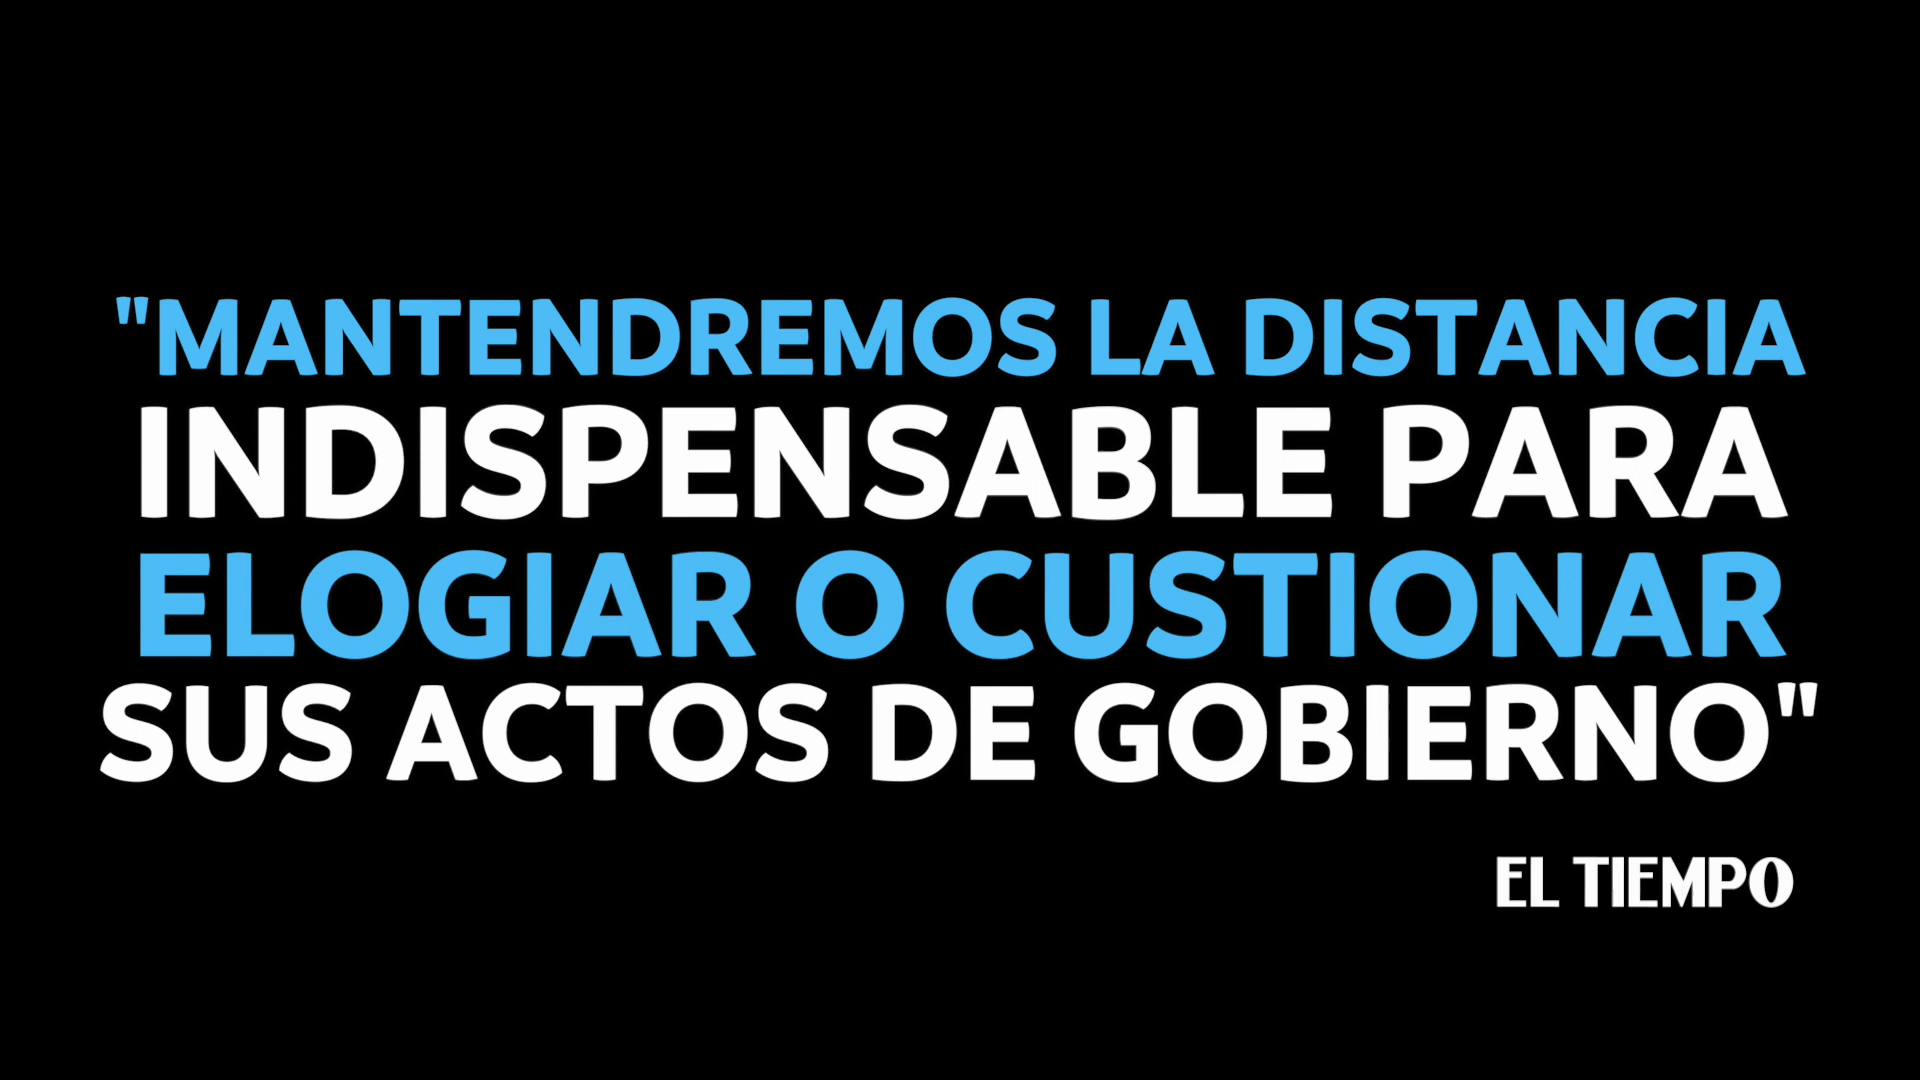 "MANTENDREMOS LA DISTANCIA
INDISPENSABLE PARA
ELOGIAR O CUSTIONAR
SUS ACTOS DE GOBIERNO"
EL TIEMPO